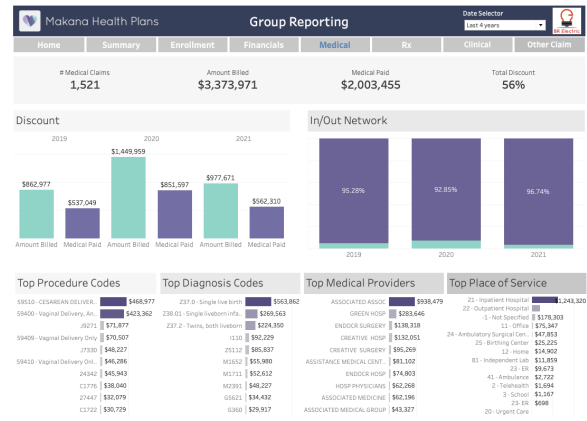 Makana Health Plans
Group Reporting
Date Selector
Last 4 years
BR Electric
Home Summary Enrollment Financials Medical Rx Clinical Other Claim
# Medical Claims Amount Billed Medical Paid Total Discount
1,521 $3,373,971 $2,003,455 56%
Discount
2019 2020 2021
$862,977 $537,049 $1,449,959 $851,597 $977,671 $562,310
Amount Billed Medical Paid Amount Billed Medical Paid Amount Billed Medical Paid
In/Out Network
95.28% 92.85% 96.74%
2019 2020 2021
Top Procedure Codes
S9510 - CESAREAN DELIVER.. $468,977
59400 - Vaginal Delivery, An.. $423,362
J9271 $71,877
59409 - Vaginal Delivery Only $70,507
J7330 $48,227
59410 - Vaginal Delivery Onl.. $46,286
24342 $45,943
C1776 $38,040
27447 $32,079
C1722 $30,729
Top Diagnosis Codes
Z37.0 - Single live birth $563,862
Z38.01 - Single liveborn infa.. $269,563
Z37.2 - Twins, both liveborn $224,350
I110 $92,229
Z5112 $85,837
M1652 $55,980
M1711 $52,612
M2391 $48,227
G5621 $34,432
G360 $29,917
Top Medical Providers
ASSOCIATED ASSOC $938,479
GREEN HOSP $283,646
ENDOCR SURGERY $138,318
CREATIVE HOSP $132,051
CREATIVE SURGERY $95,269
ASSISTANCE MEDICAL CENT.. $81,102
ENDOCR HOSP $74,803
HOSP PHYSICIANS $62,268
ASSOCIATED MEDICINE $62,196
ASSOCIATED MEDICAL GROUP $43,327
Top Place of Service
21 - Inpatient Hospital $1,243,320
22 - Outpatient Hospital
-1 - Not Specified $178,303
11 - Office $75,347
24 - Ambulatory Surgical Cen.. $47,853
25 - Birthing Center $25,225
12 - Home $14,902
81 - Independent Lab $11,859
23 - ER $9,673
41 - Ambulance $2,722
2 - Telehealth $1,694
3 - School $1,167
23- ER $698
20 - Urgent Care